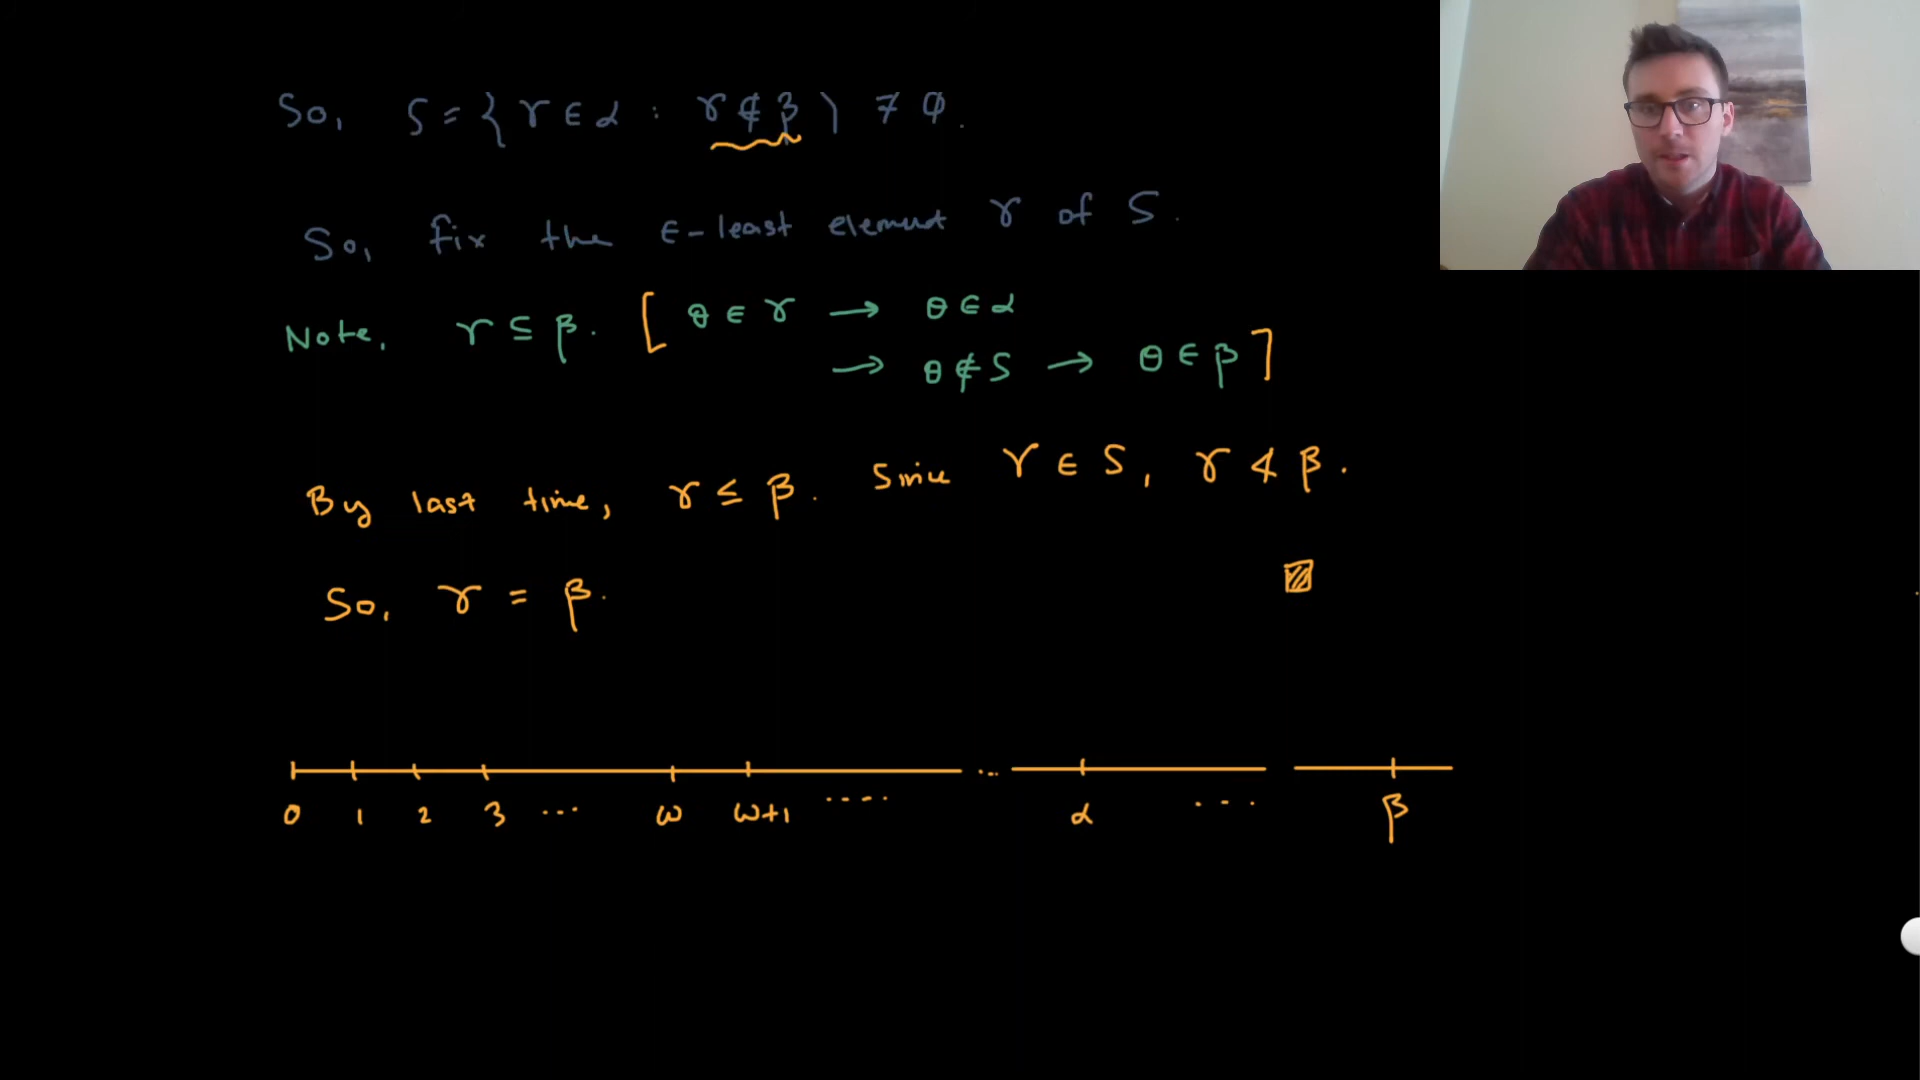 So, S = { γ ∈ α : γ ∉ β } ≠ ∅.
So, fix the ∈-least element γ of S.
Note, γ ⊆ β. [ θ ∈ γ → θ ∈ α
→ θ ∉ S → θ ∈ β ]
By last time, γ ≤ β. Since γ ∈ S, γ ≮ β.
So, γ = β.
0 1 2 3 ... ω ω+1 .... ... α ... β